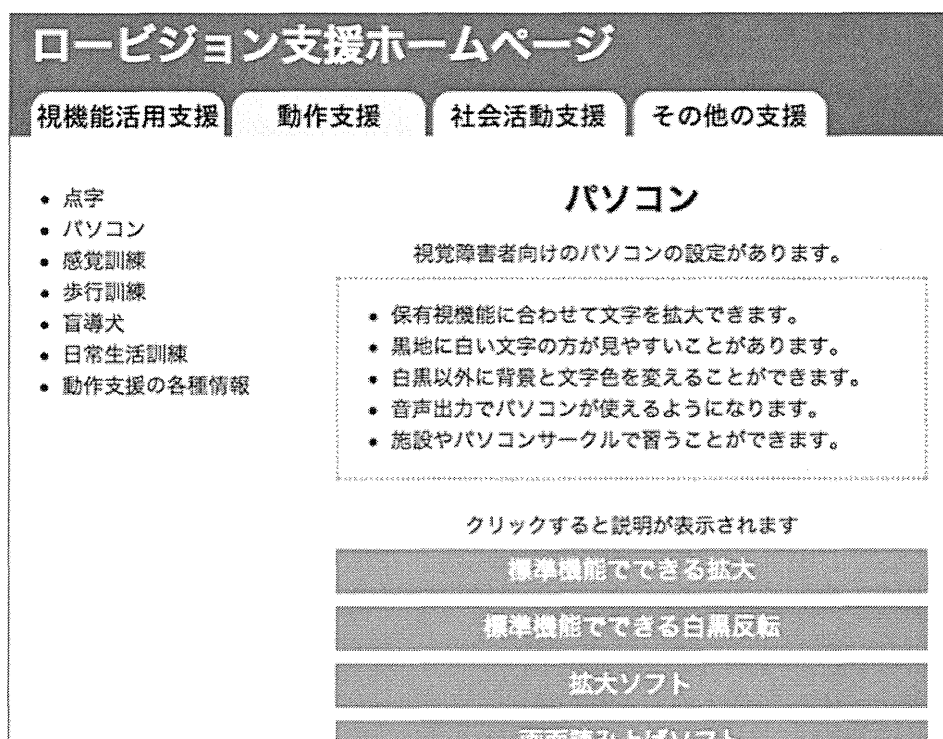 ロービジョン支援ホームページ
視機能活用支援 動作支援 社会活動支援 その他の支援
・点字
・パソコン
・感覚訓練
・歩行訓練
・盲導犬
・日常生活訓練
・動作支援の各種情報
パソコン
視覚障害者向けのパソコンの設定があります。
・保有視機能に合わせて文字を拡大できます。
・黒地に白い文字の方が見やすいことがあります。
・白黒以外に背景と文字色を変えることができます。
・音声出力でパソコンが使えるようになります。
・施設やパソコンサークルで習うことができます。
クリックすると説明が表示されます
標準機能でできる拡大
標準機能でできる白黒反転
拡大ソフト
画面読み上げソフト